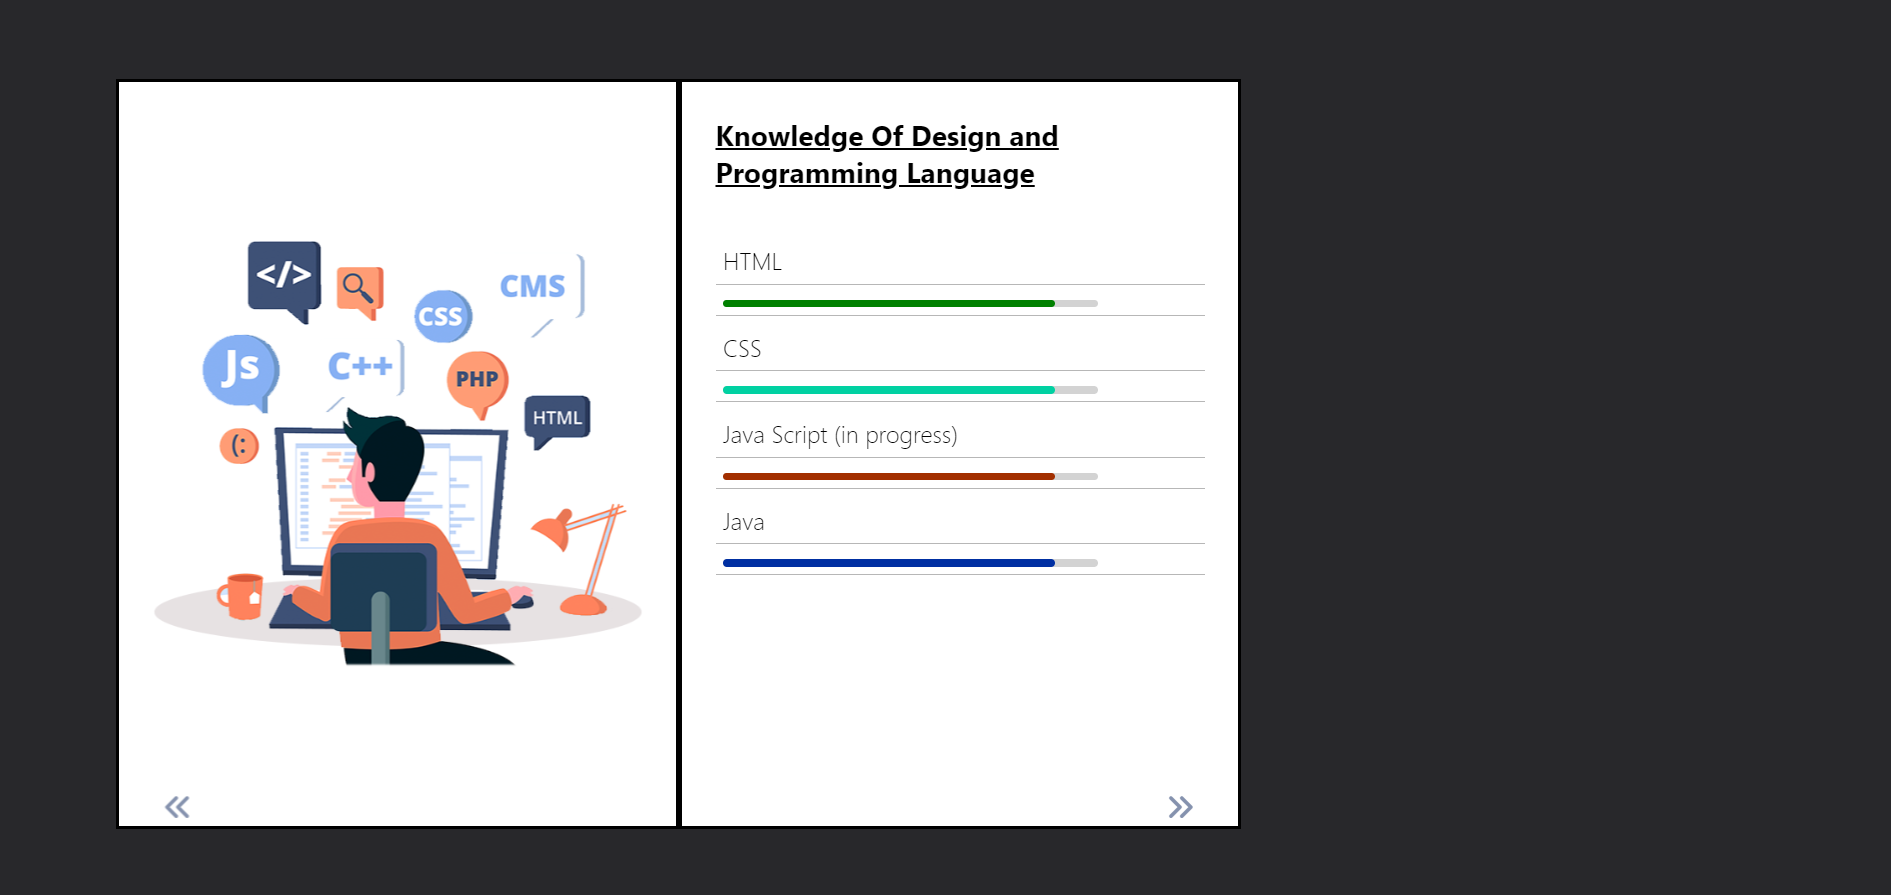 </>
CMS
CSS
Js
C++
PHP
HTML
(:
Knowledge Of Design and
Programming Language
HTML
CSS
Java Script (in progress)
Java